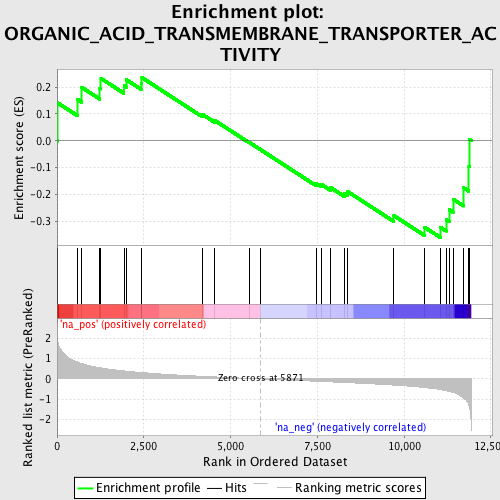 Enrichment plot:
ORGANIC_ACID_TRANSMEMBRANE_TRANSPORTER_AC
TIVITY
Enrichment score (ES)
0.2
0.1
0.0
-0.1
-0.2
-0.3
'na_pos' (positively correlated)
Ranked list metric (PreRanked)
2
1
0
-1
-2
Zero cross at 5871
'na_neg' (negatively correlated)
0
2,500
5,000
7,500
10,000
12,500
Rank in Ordered Dataset
Enrichment profile
Hits
Ranking metric scores